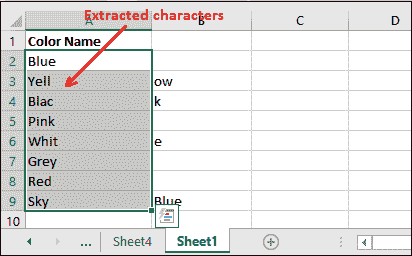 Extracted characters
A B C D
1 Color Name
2 Blue
3 Yell ow
4 Blac k
5 Pink
6 Whit e
7 Grey
8 Red
9 Sky Blue
10
... Sheet4 Sheet1